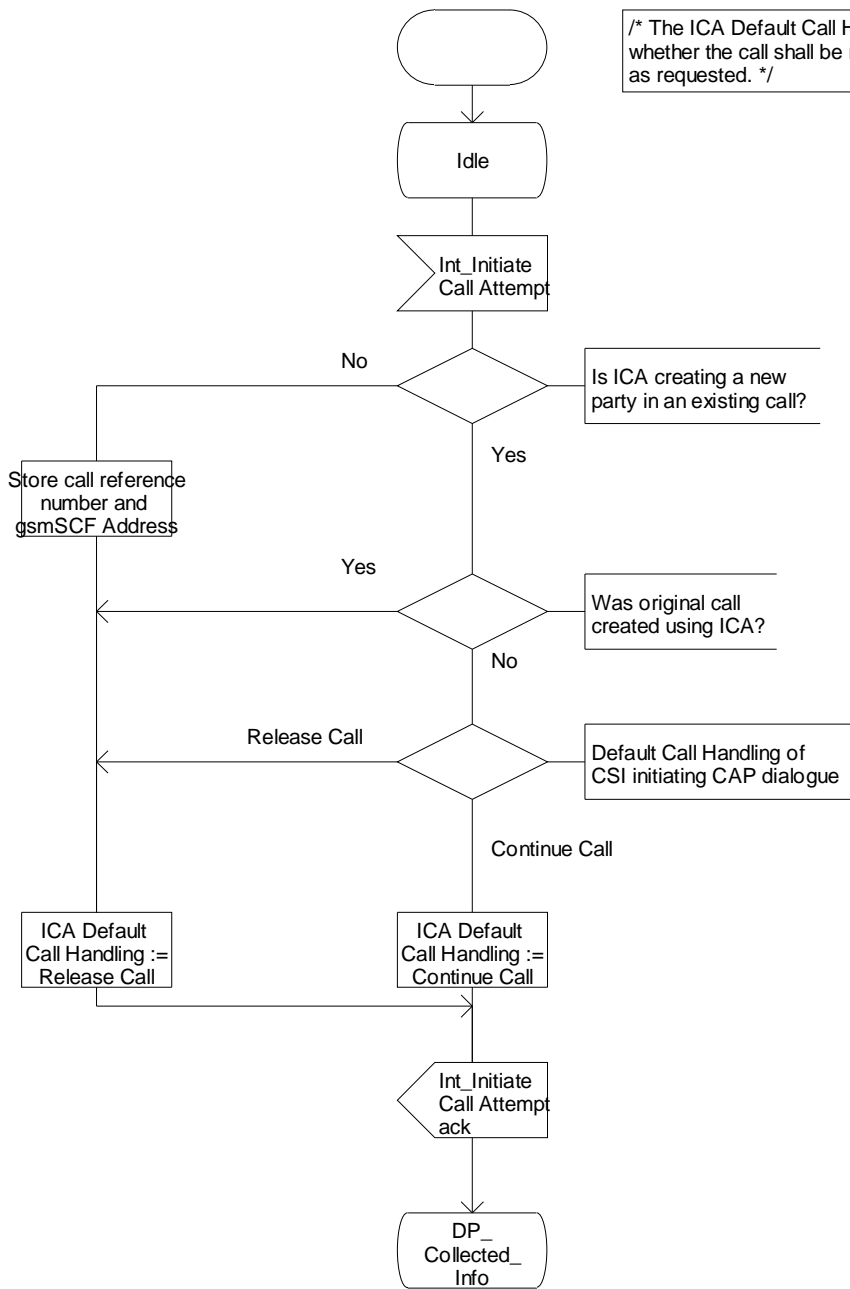 /* The ICA Default Call
whether the call shall be
as requested. */
Idle
Int_Initiate
Call Attempt
No
Is ICA creating a new
party in an existing call?
Yes
Store call reference
number and
gsmSCF Address
Yes
Was original call
created using ICA?
No
Release Call
Default Call Handling of
CSI initiating CAP dialogue
Continue Call
ICA Default
Call Handling :=
Release Call
ICA Default
Call Handling :=
Continue Call
Int_Initiate
Call Attempt
ack
DP_
Collected_
Info